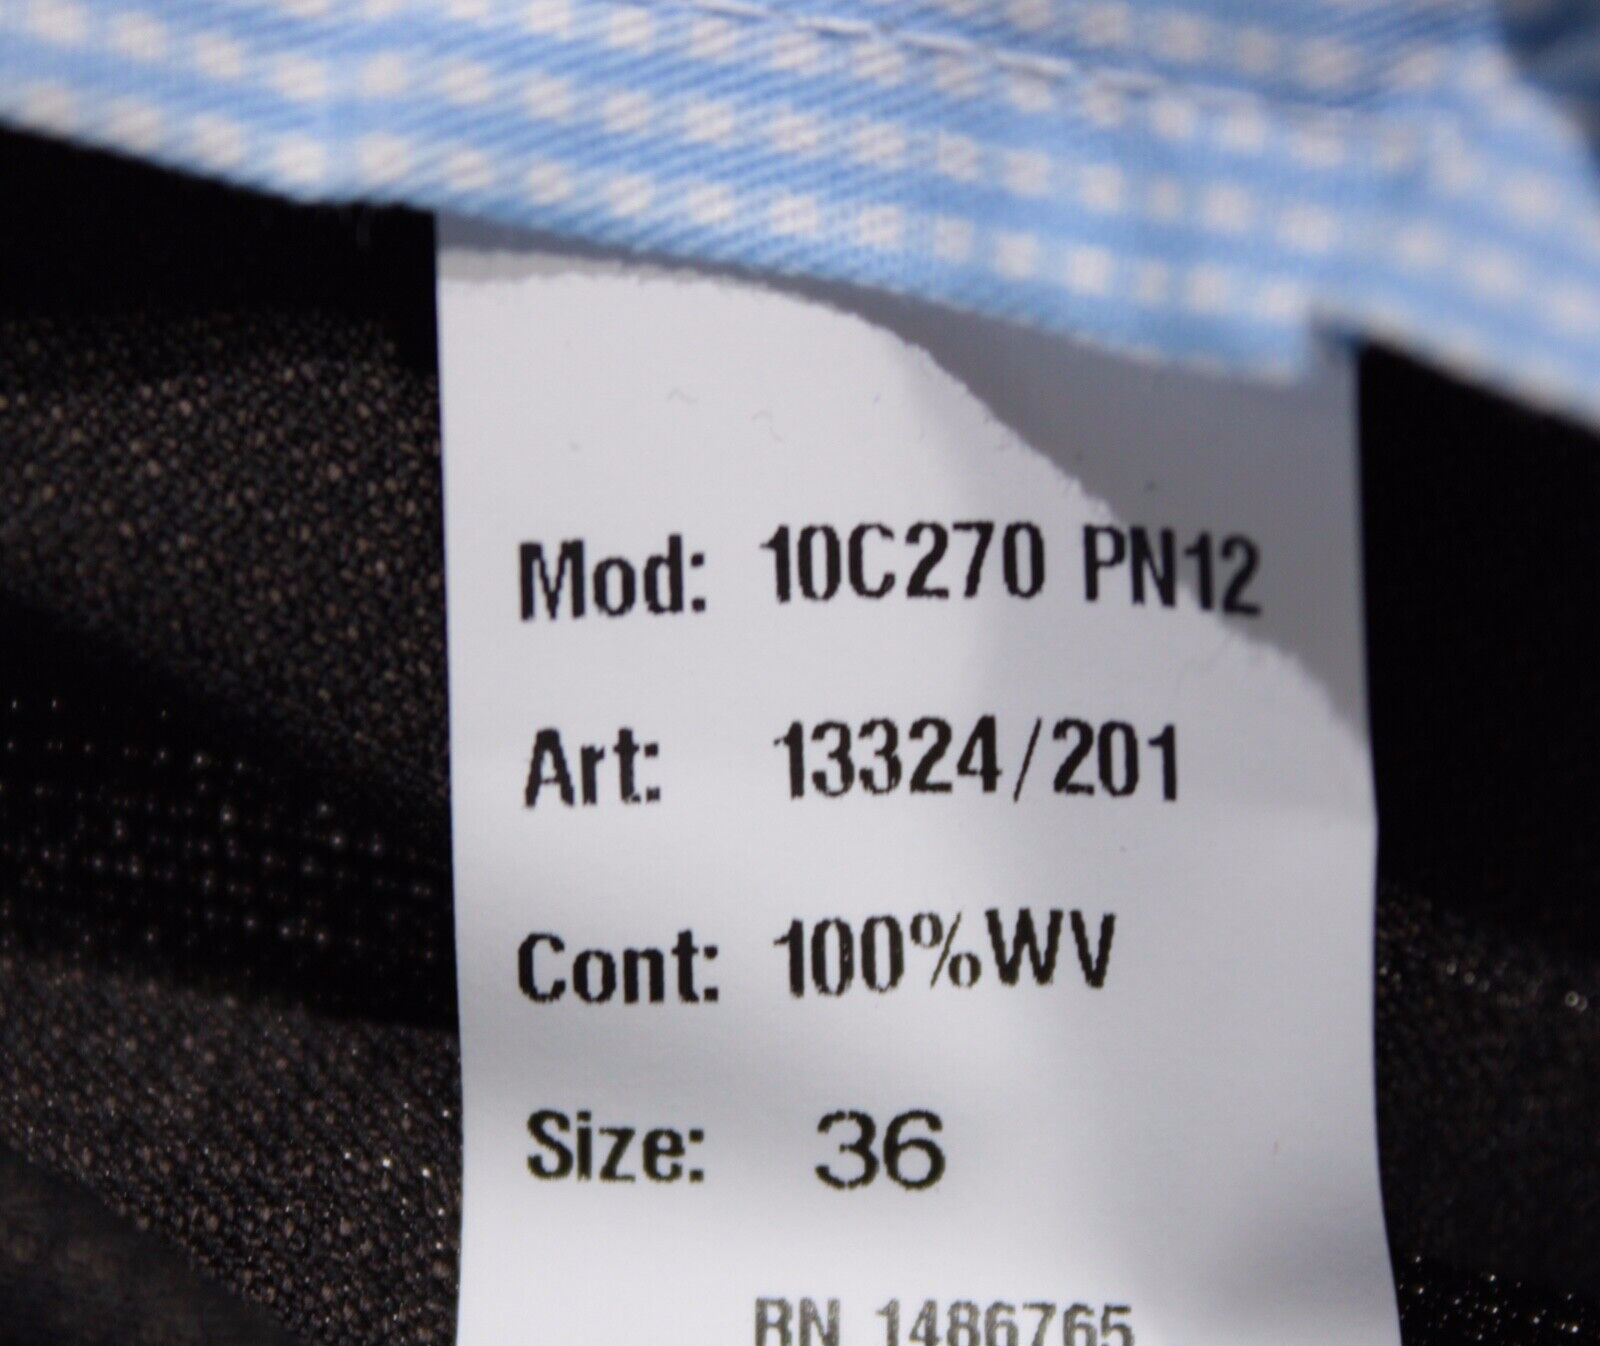 Mod: 10C270 PN12
Art: 13324/201
Cont: 100%WV
Size: 36
RN 1486765